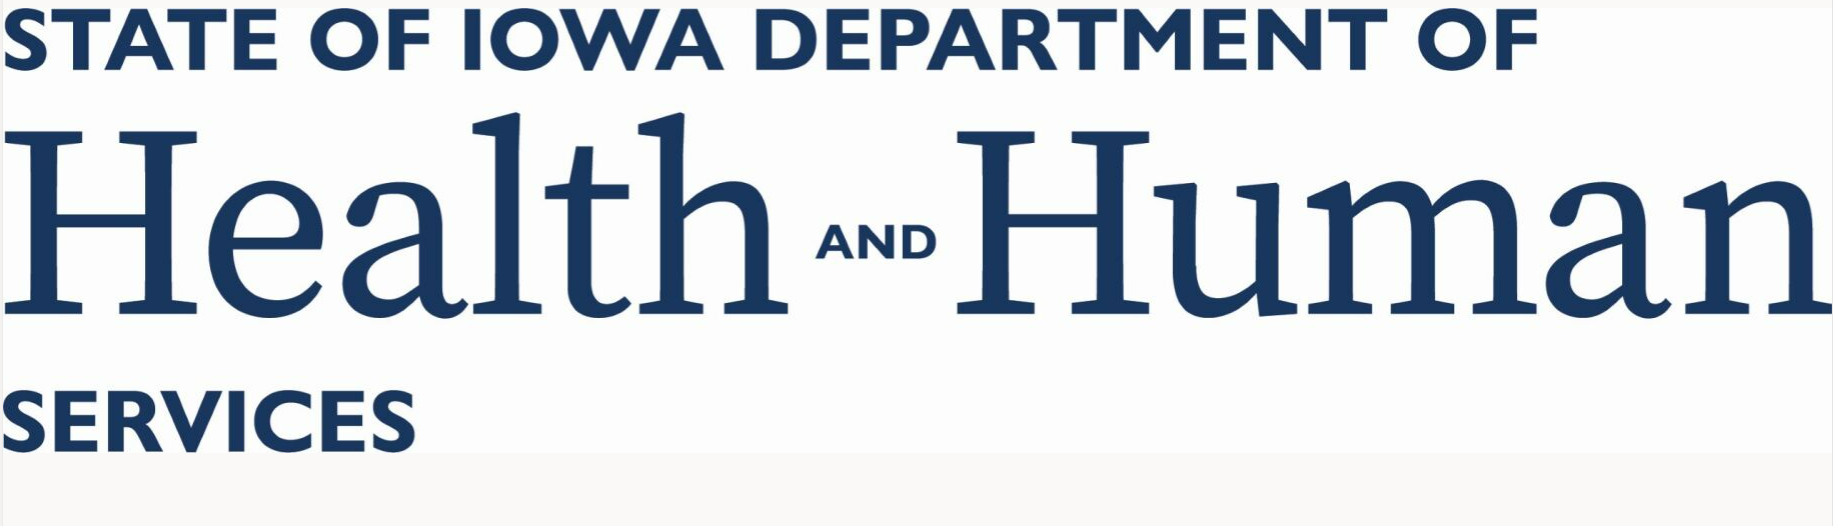 STATE OF IOWA DEPARTMENT OF
Health AND Human
SERVICES